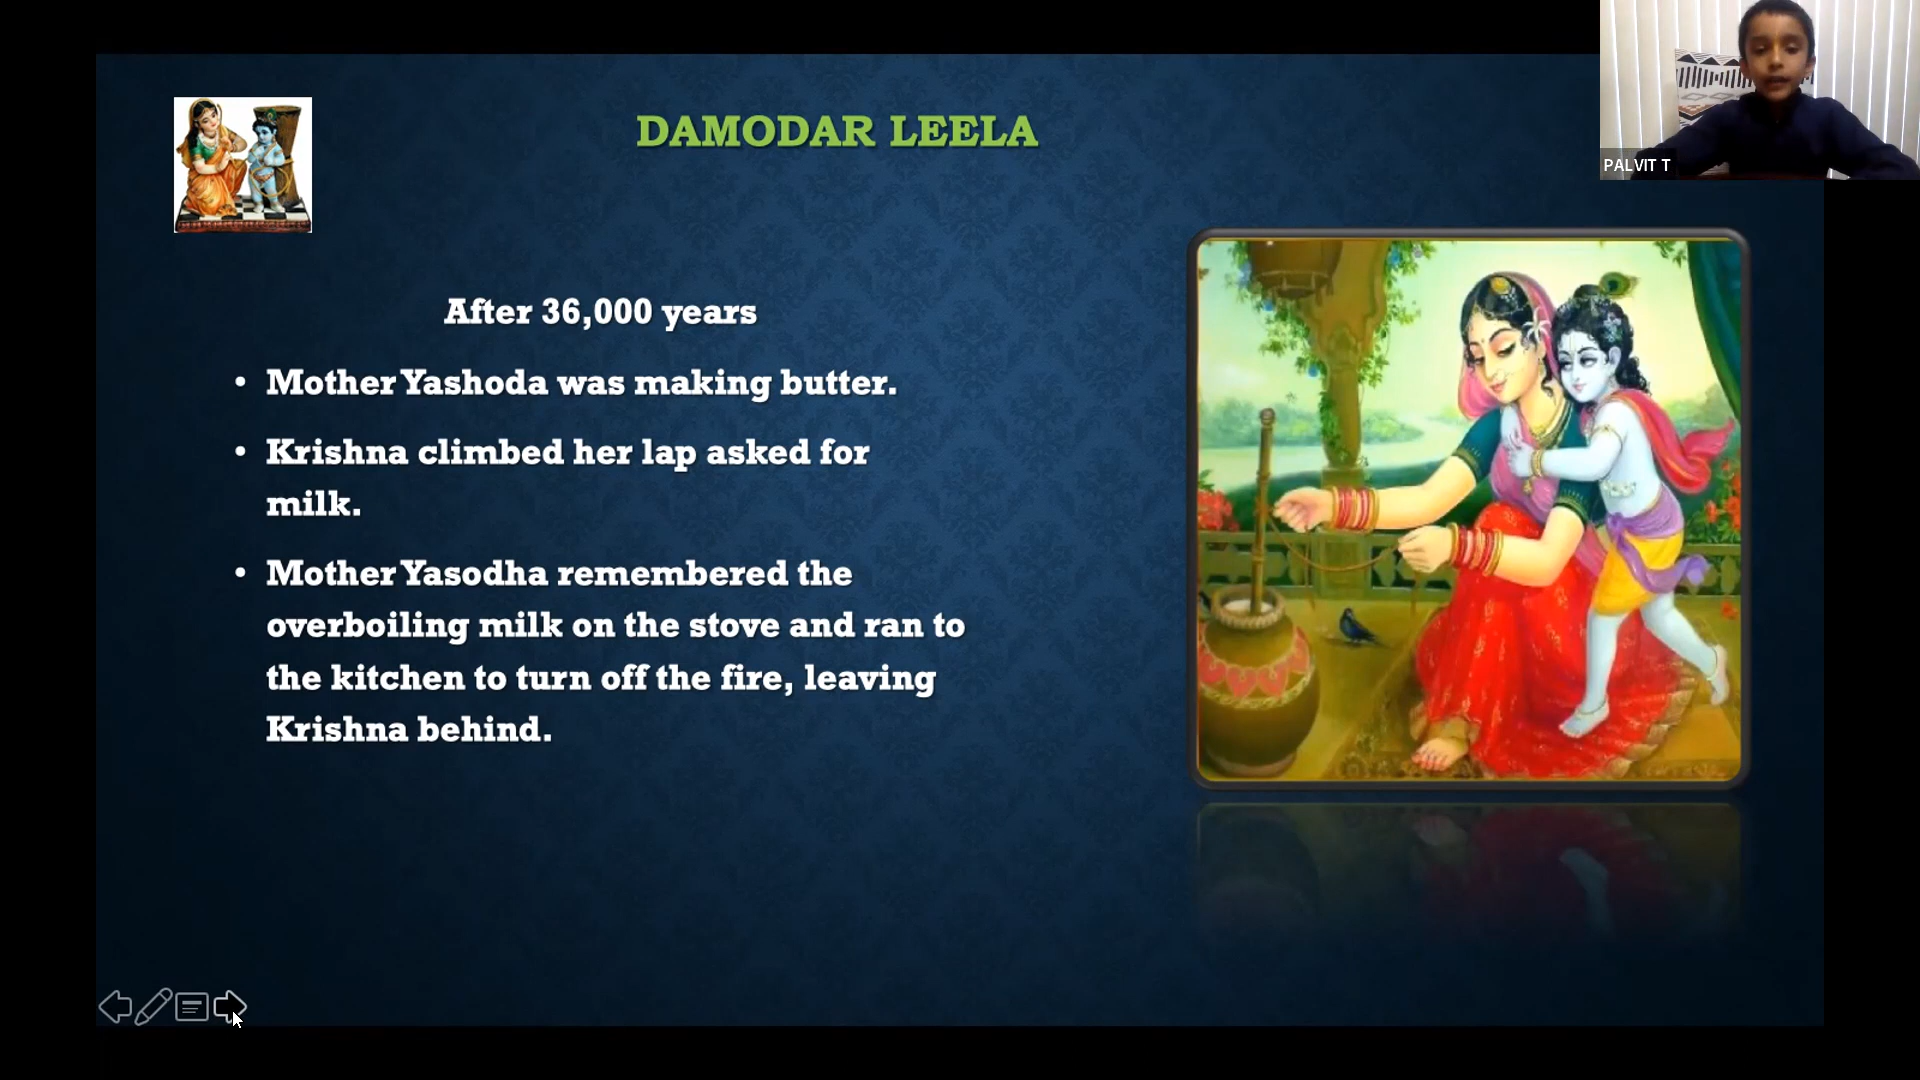 DAMODAR LEELA
PALVIT T
After 36,000 years
• Mother Yashoda was making butter.
• Krishna climbed her lap asked for
milk.
• Mother Yasodha remembered the
overboiling milk on the stove and ran to
the kitchen to turn off the fire, leaving
Krishna behind.